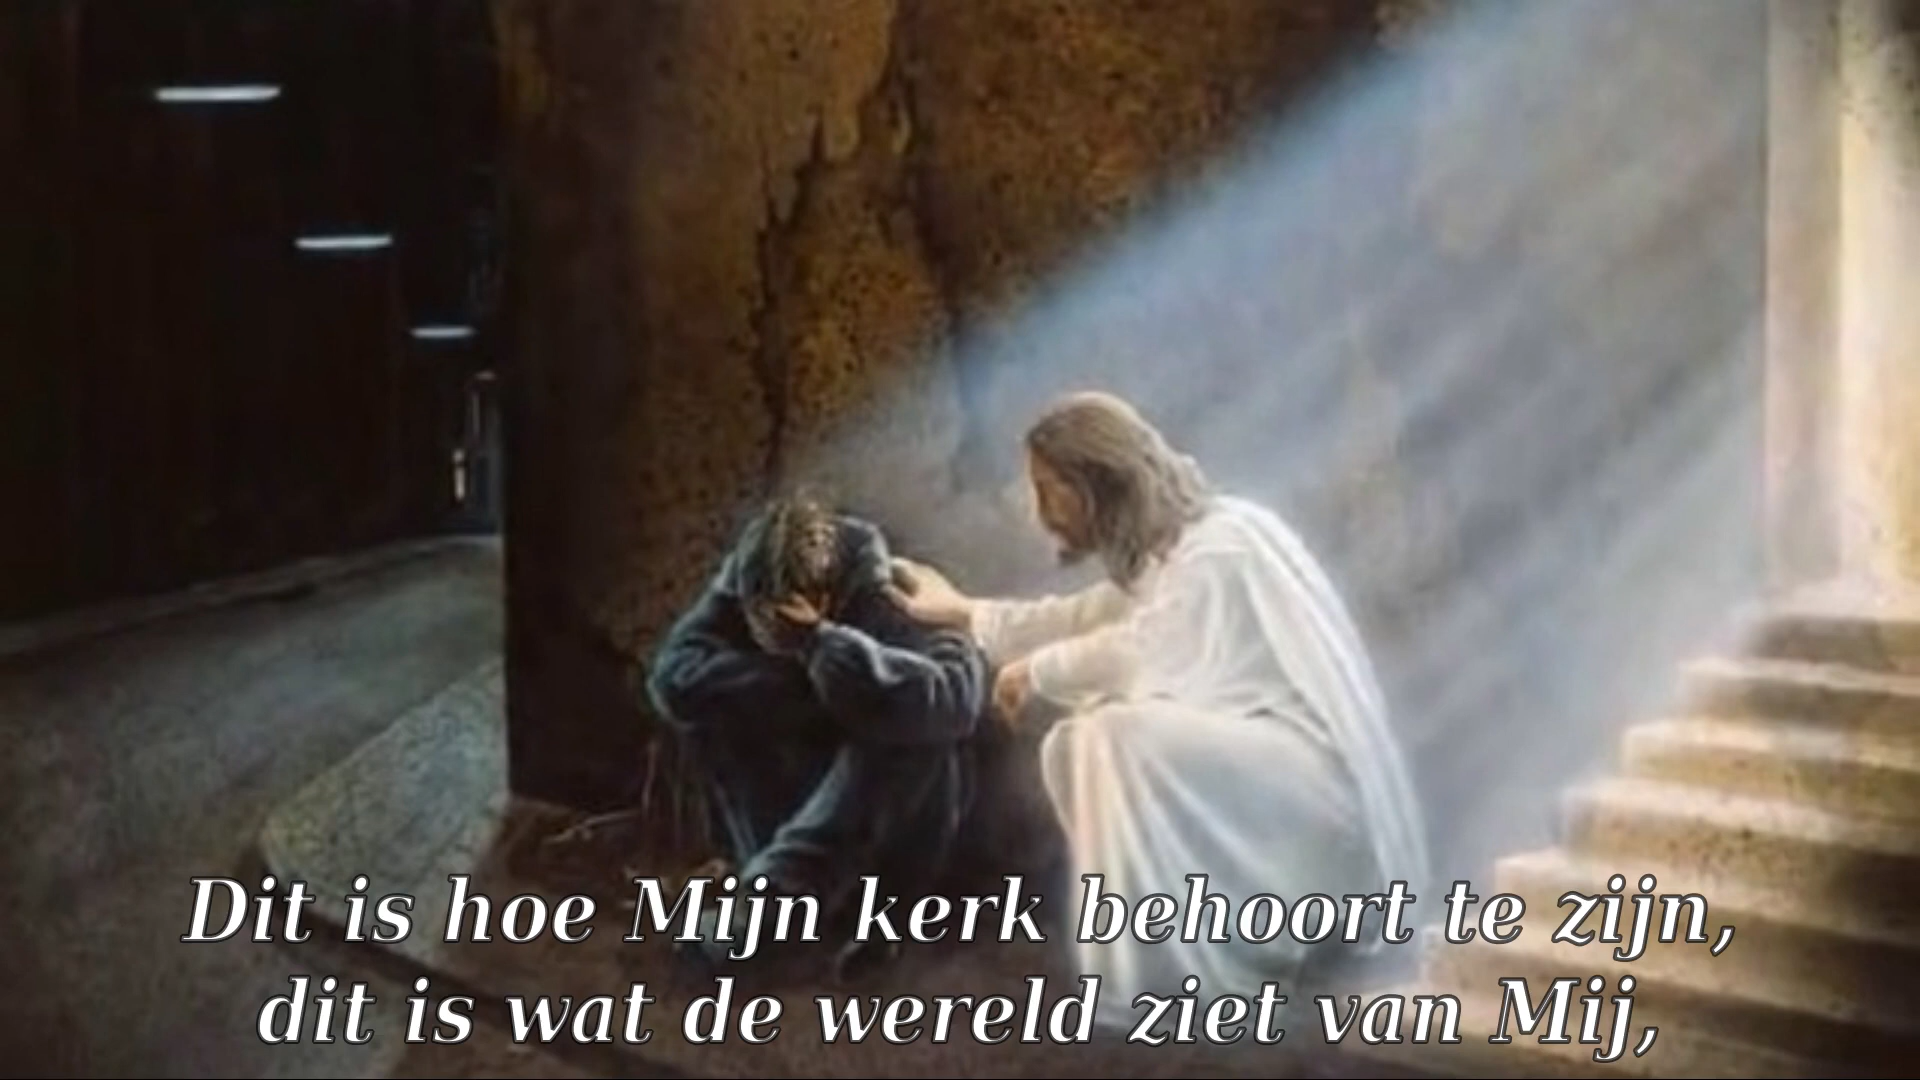 Dit is hoe Mijn kerk behoort te zijn,
dit is wat de wereld ziet van Mij,